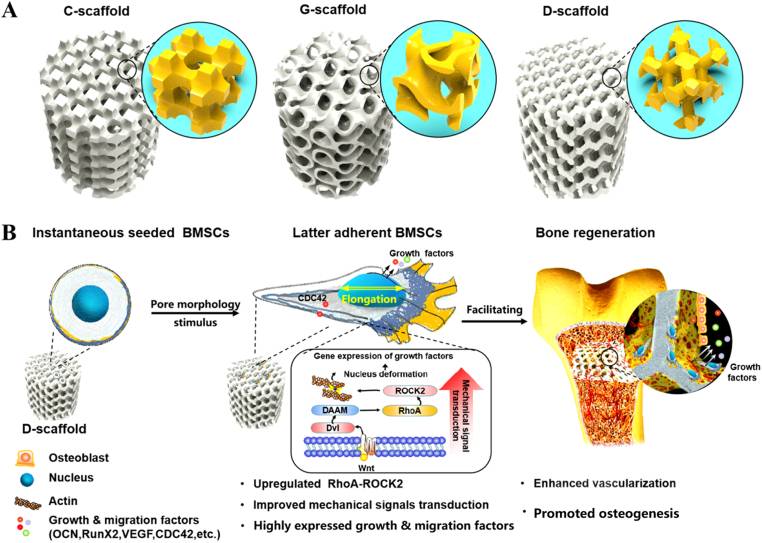 A
C-scaffold
G-scaffold
D-scaffold
B
Instantaneous seeded BMSCs
Latter adherent BMSCs
Bone regeneration
Growth factors
CDC42
Elongation
Pore morphology
stimulus
Facilitating
Gene expression of growth factors
Nucleus deformation
ROCK2
DAAM
RhoA
Dvl
Wnt
Mechanical signal
transduction
Growth
factors
D-scaffold
Osteoblast
Nucleus
Actin
Growth & migration factors
(OCN,RunX2,VEGF,CDC42,etc.)
• Upregulated RhoA-ROCK2
• Improved mechanical signals transduction
• Highly expressed growth & migration factors
• Enhanced vascularization
• Promoted osteogenesis